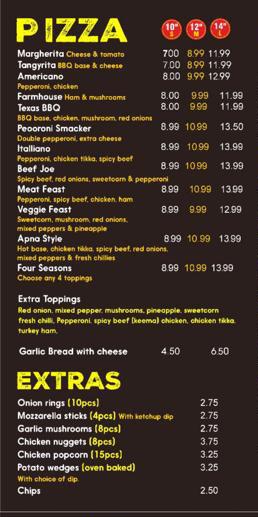 PIZZA 10" S 12" M 14" L
Margherita Cheese & tomato 7.00 8.99 11.99
Tangyrita BBQ base & cheese 7.00 8.99 11.99
Americano 8.00 9.99 12.99
Pepperoni, chicken
Farmhouse Ham & mushrooms 8.00 9.99 11.99
Texas BBQ 8.00 9.99 11.99
BBQ base, chicken, mushroom, red onions
Peooroni Smacker 8.99 10.99 13.50
Double pepperoni, extra cheese
Italliano 8.99 10.99 13.99
Pepperoni, chicken tikka, spicy beef
Beef Joe 8.99 10.99 13.99
Spicy beef, red onions, sweetcorn & pepperoni
Meat Feast 8.99 10.99 13.99
Pepperoni, spicy beef, chicken, ham
Veggie Feast 8.99 9.99 12.99
Sweetcorn, mushroom, red onions,
mixed peppers & pineapple
Apna Style 8.99 10.99 13.99
Hot base, chicken tikka, spicy beef, red onions,
mixed peppers & fresh chillies
Four Seasons 8.99 10.99 13.99
Choose any 4 toppings
Extra Toppings
Red onion, mixed pepper, mushrooms, pineapple, sweetcorn
fresh chilli, Pepperoni, spicy beef (keema) chicken, chicken tikka,
turkey ham,
Garlic Bread with cheese 4.50 6.50
EXTRAS
Onion rings (10pcs) 2.75
Mozzarella sticks (4pcs) With ketchup dip 2.75
Garlic mushrooms (8pcs) 2.75
Chicken nuggets (8pcs) 3.75
Chicken popcorn (15pcs) 3.25
Potato wedges (oven baked) 3.25
With choice of dip.
Chips 2.50